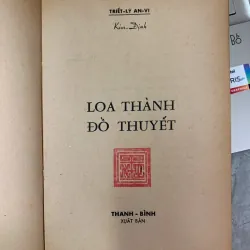 TRIẾT-LÝ AN-VI
Kim-Định
LOA THÀNH
ĐỒ THUYẾT
THANH-BÌNH
XUẤT BẢN